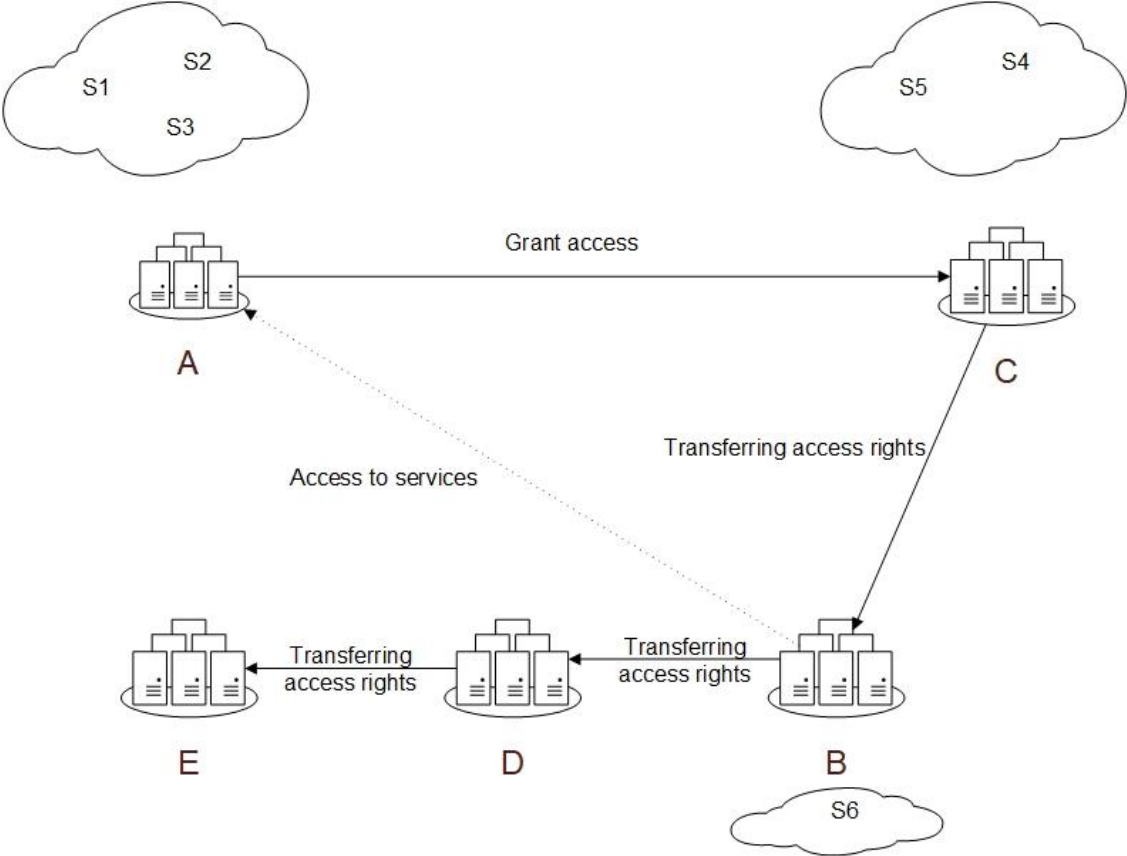 S2
S1
S3
S4
S5
Grant access
A
C
Transferring access rights
Access to services
Transferring
access rights
Transferring
access rights
E
D
B
S6